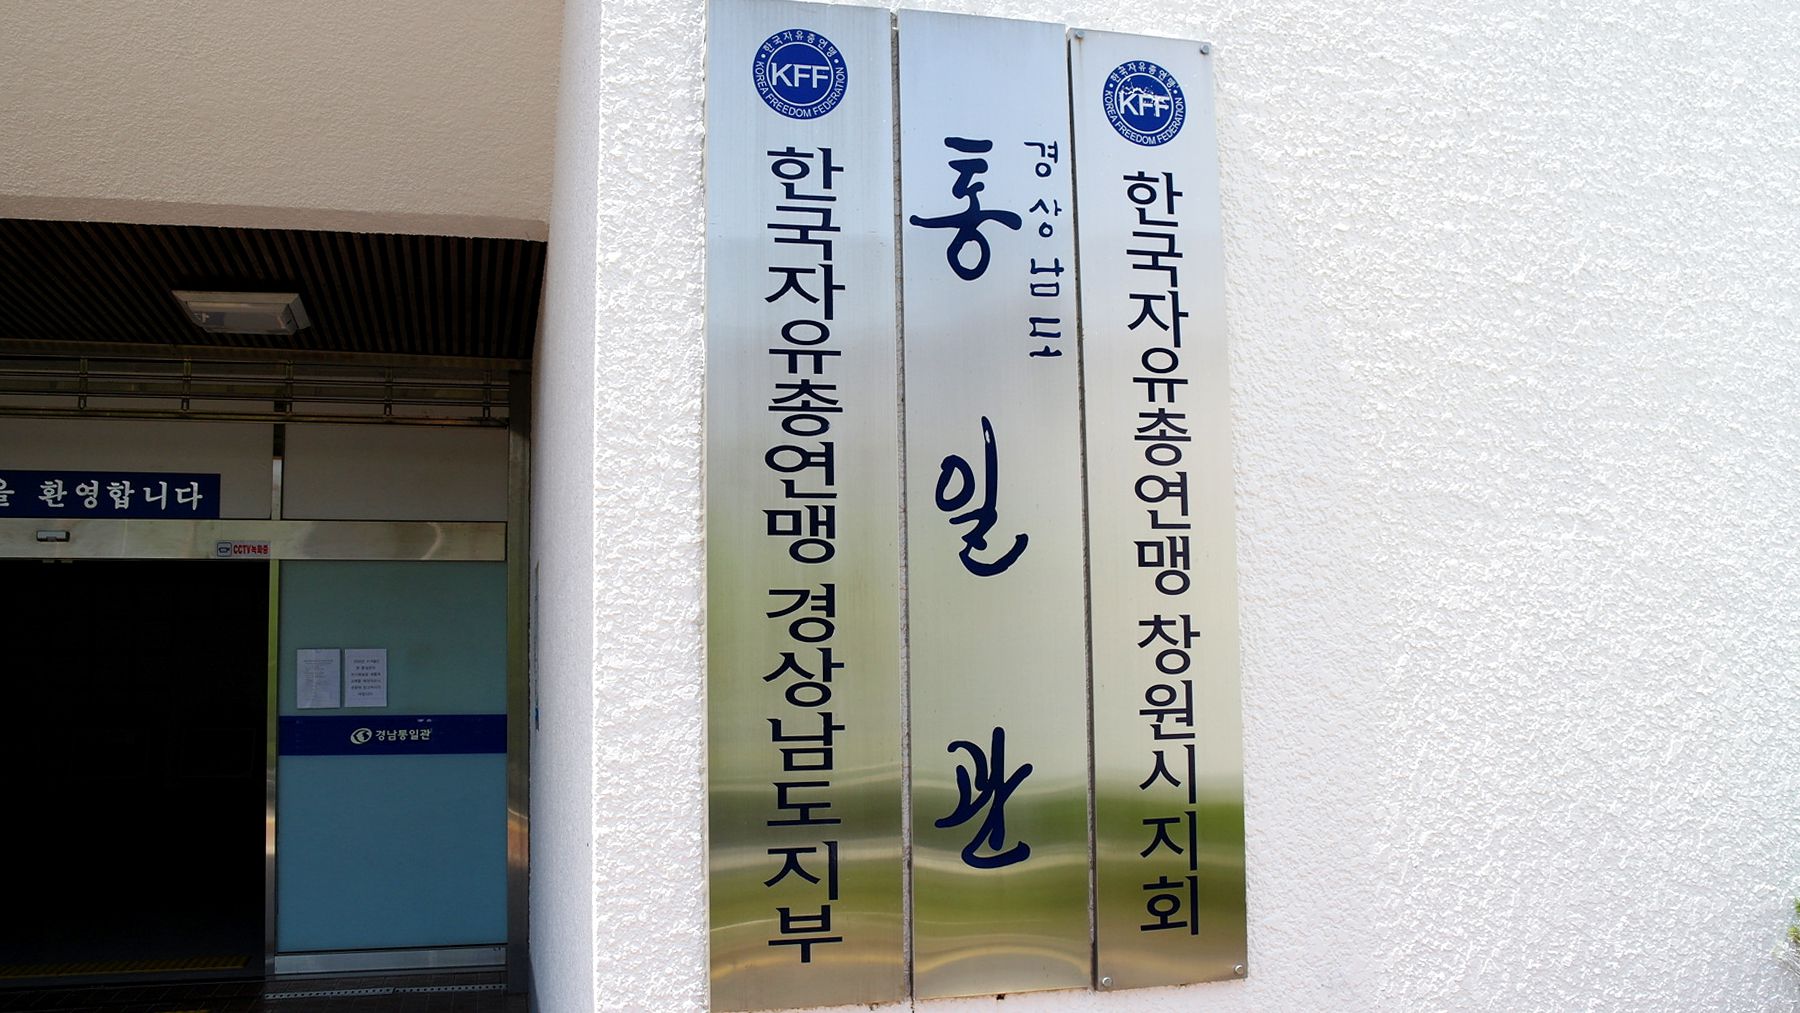 을 환영합니다
CCTV녹화중
경남통일관
한국자유총연맹
KFF
KOREA FREEDOM FEDERATION
한국자유총연맹 경상남도지부
경상남도
통일관
한국자유총연맹
KFF
KOREA FREEDOM FEDERATION
한국자유총연맹 창원시지회